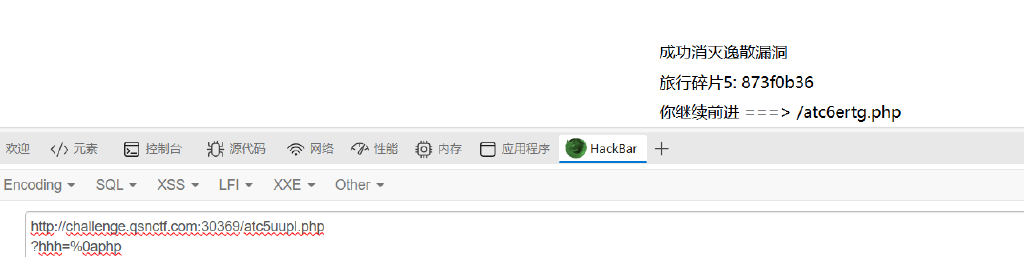 成功消灭逸散漏洞
旅行碎片5: 873f0b36
你继续前进 ===> /atc6ertg.php
欢迎 元素 控制台 源代码 网络 性能 内存 应用程序 HackBar
Encoding SQL XSS LFI XXE Other
http://challenge.qsnctf.com:30369/atc5uupl.php
?hhh=%0aphp